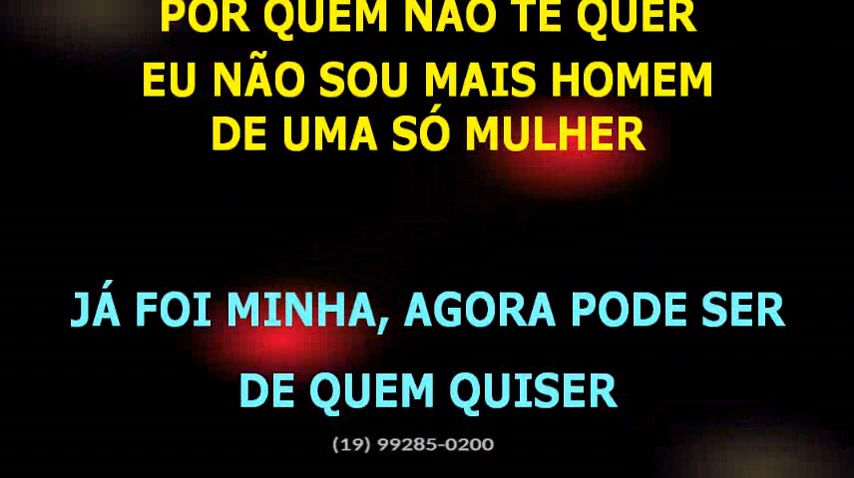 POR QUEM NÃO TE QUER
EU NÃO SOU MAIS HOMEM
DE UMA SÓ MULHER
JÁ FOI MINHA, AGORA PODE SER
DE QUEM QUISER
(19) 99285-0200